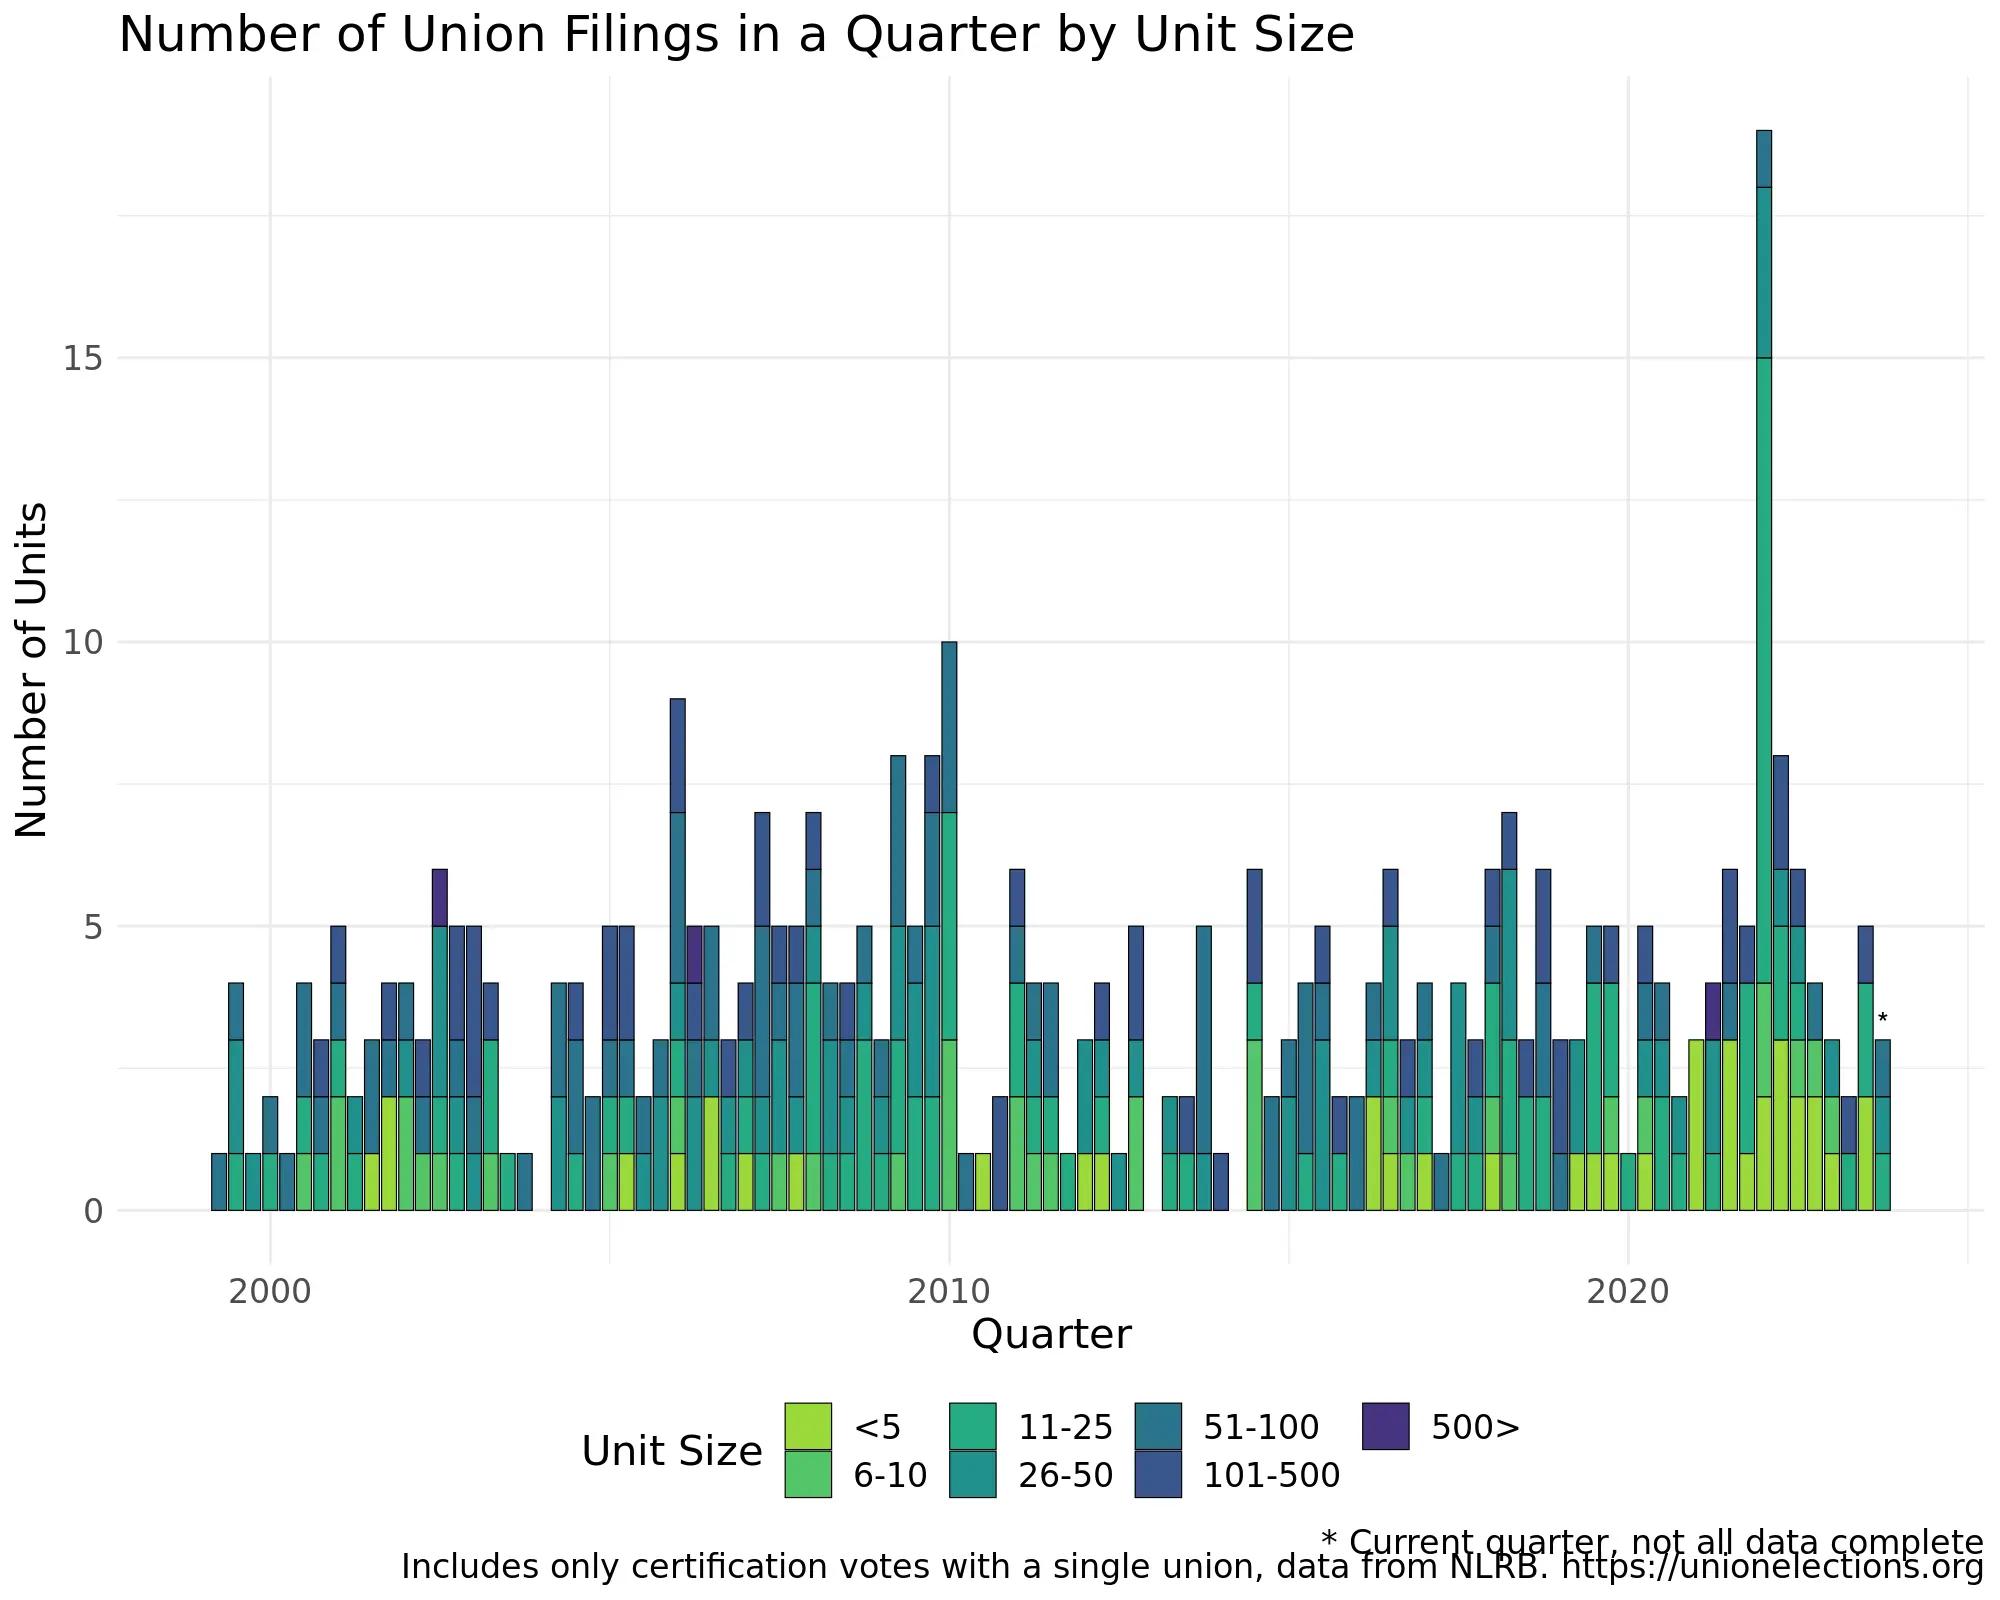 Number of Union Filings in a Quarter by Unit Size
Number of Units
15
10
5
0
*
2000
2010
2020
Quarter
Unit Size
<5
11-25
51-100
500>
6-10
26-50
101-500
* Current quarter, not all data complete
Includes only certification votes with a single union, data from NLRB. https://unionelections.org